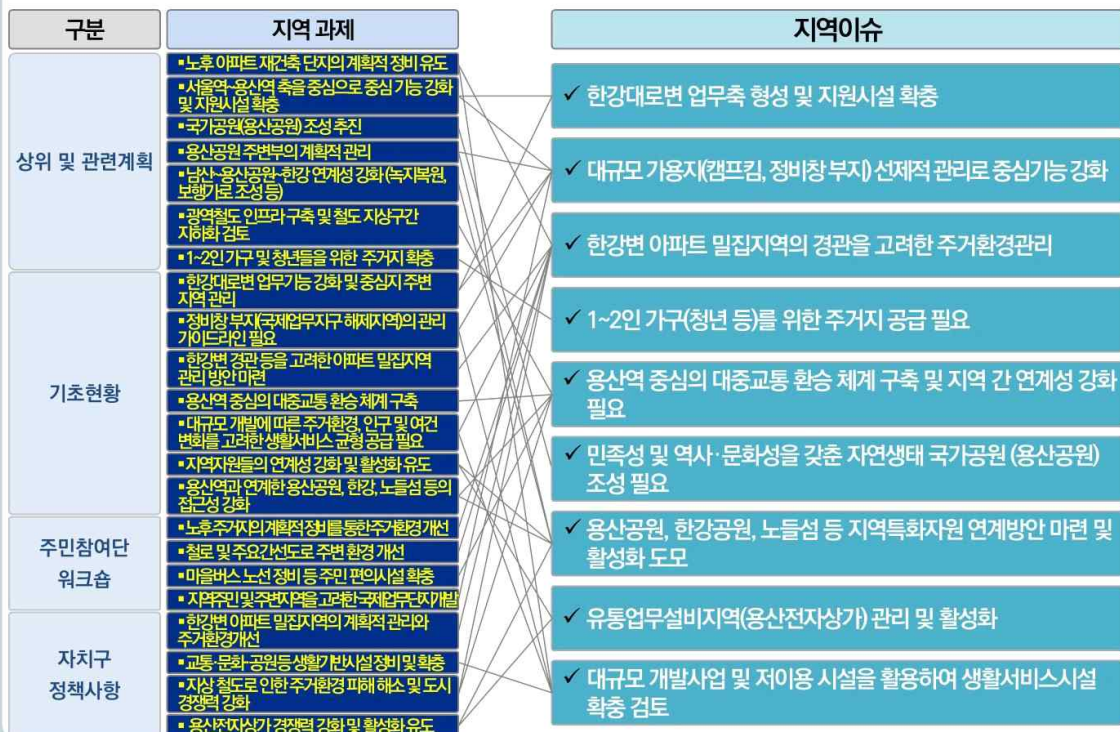 구분
지역 과제
지역이슈
상위 및 관련계획
▪노후 아파트 재건축 단지의 계획적 정비 유도
▪서울역~용산역 축을 중심으로 중심 기능 강화
및 지원시설 확충
▪국가공원(용산공원) 조성 추진
▪용산공원 주변부의 계획적 관리
▪남산~용산공원~한강 연계성 강화 (녹지복원,
보행가로 조성 등)
▪광역철도 인프라 구축 및 철도 지상구간
지하화 검토
▪1~2인 가구 및 청년들을 위한 주거지 확충
기초현황
▪한강대로변 업무기능 강화 및 중심지 주변
지역 관리
▪정비창 부지(국제업무지구 해제지역)의 관리
가이드라인 필요
▪한강변 경관 등을 고려한 아파트 밀집지역
관리 방안 마련
▪용산역 중심의 대중교통 환승 체계 구축
▪대규모 개발에 따른 주거환경, 인구 및 여건
변화를 고려한 생활서비스 균형 공급 필요
▪지역자원들의 연계성 강화 및 활성화 유도
▪용산역과 연계한 용산공원, 한강, 노들섬 등의
접근성 강화
주민참여단
워크숍
▪노후주거지의 계획적 정비를 통한 주거환경 개선
▪철로 및 주요간선도로 주변 환경 개선
▪마을버스 노선 정비 등 주민 편의시설 확충
▪지역주민 및 주변지역을 고려한 국제업무단지 개발
자치구
정책사항
▪한강변 아파트 밀집지역의 계획적 관리와
주거환경개선
▪교통·문화·공원 등 생활기반시설 정비 및 확충
▪지상 철도로 인한 주거환경 피해 해소 및 도시
경쟁력 강화
▪용산전자상가 경쟁력 강화 및 활성화 유도
✓ 한강대로변 업무축 형성 및 지원시설 확충
✓ 대규모 가용지(캠프킴, 정비창 부지) 선제적 관리로 중심기능 강화
✓ 한강변 아파트 밀집지역의 경관을 고려한 주거환경관리
✓ 1~2인 가구(청년 등)를 위한 주거지 공급 필요
✓ 용산역 중심의 대중교통 환승 체계 구축 및 지역 간 연계성 강화
필요
✓ 민족성 및 역사·문화성을 갖춘 자연생태 국가공원 (용산공원)
조성 필요
✓ 용산공원, 한강공원, 노들섬 등 지역특화자원 연계방안 마련 및
활성화 도모
✓ 유통업무설비지역(용산전자상가) 관리 및 활성화
✓ 대규모 개발사업 및 저이용 시설을 활용하여 생활서비스시설
확충 검토